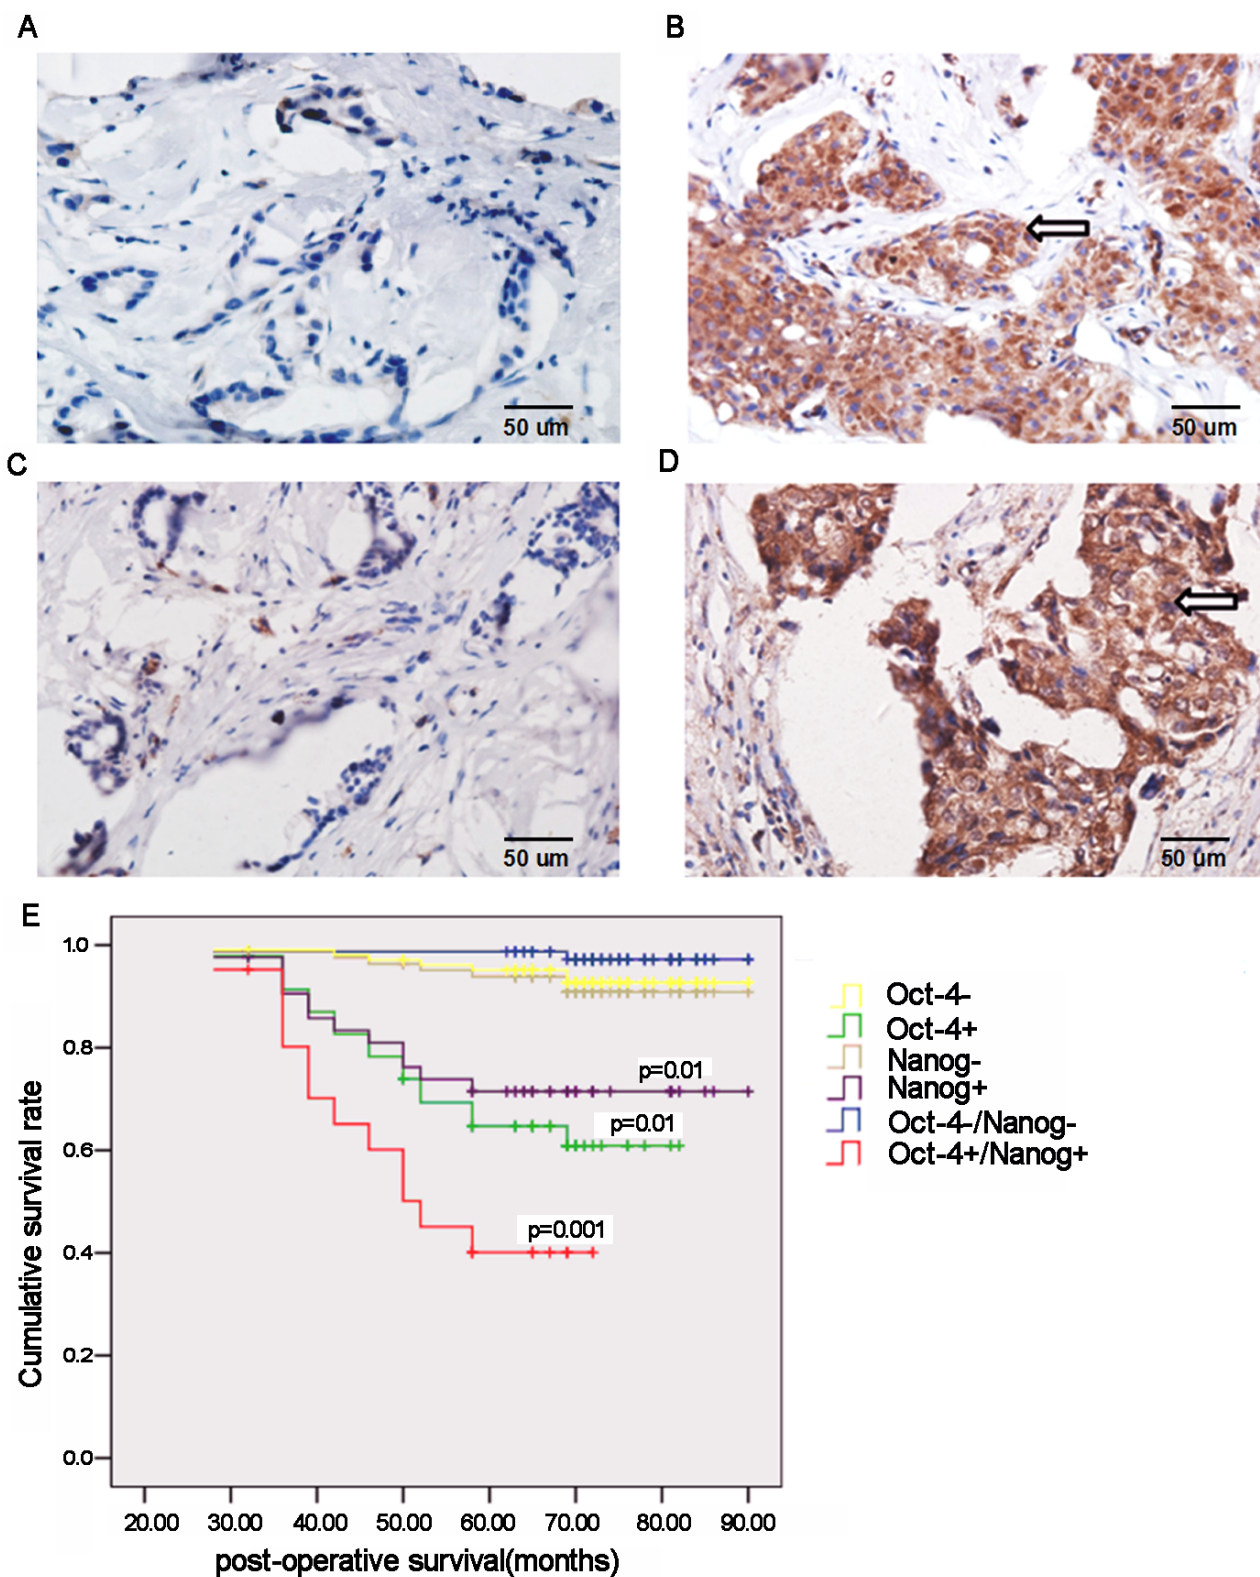 A
B
50 um
50 um
C
D
50 um
50 um
E
1.0
0.8
0.6
0.4
0.2
0.0
Cumulative survival rate
p=0.01
p=0.01
p=0.001
20.00 30.00 40.00 50.00 60.00 70.00 80.00 90.00
post-operative survival(months)
Oct-4-
Oct-4+
Nanog-
Nanog+
Oct-4-/Nanog-
Oct-4+/Nanog+